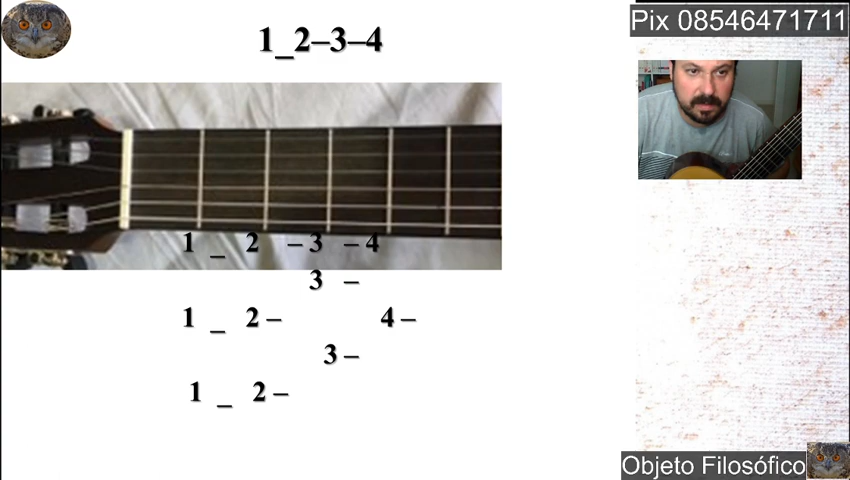 1_2–3–4
Pix 08546471711
1 _ 2 – 3 – 4
3 –
1 _ 2 – 4 –
3 –
1 _ 2 –
Objeto Filosófico